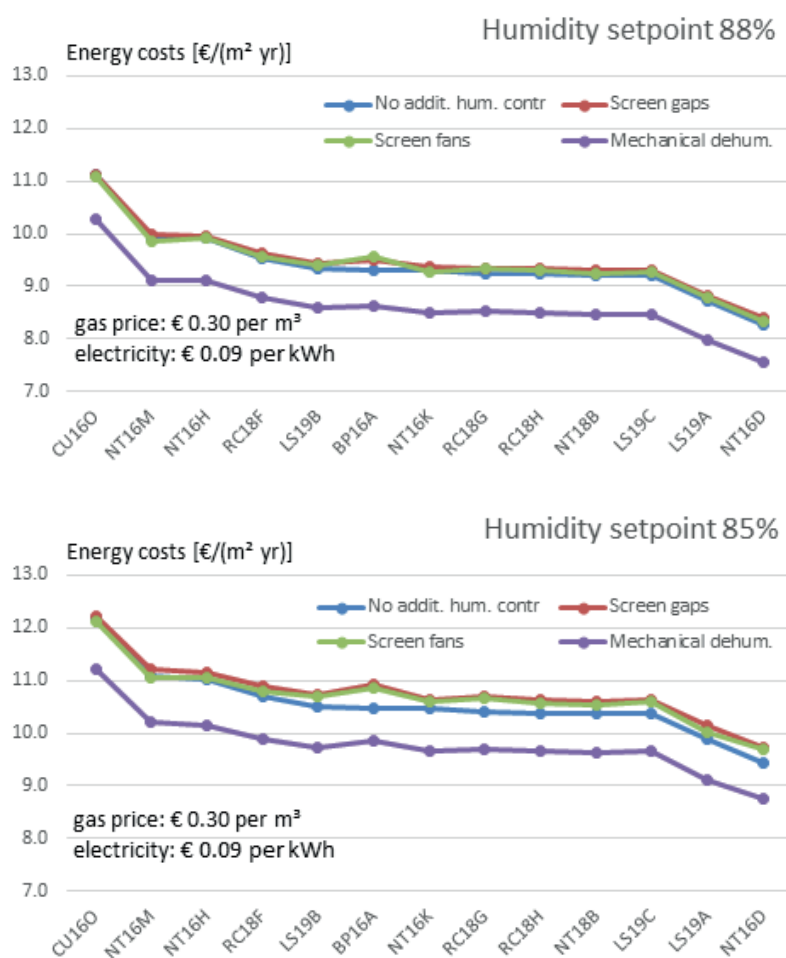 Humidity setpoint 88%
Energy costs [€/(m² yr)]
13.0
12.0
11.0
10.0
9.0
8.0
7.0
No addit. hum. contr
Screen gaps
Screen fans
Mechanical dehum.
gas price: € 0.30 per m³
electricity: € 0.09 per kWh
CU16O
NT16M
NT16H
RC18F
LS19B
BP16A
NT16K
RC18G
RC18H
NT18B
LS19C
LS19A
NT16D
Humidity setpoint 85%
Energy costs [€/(m² yr)]
13.0
12.0
11.0
10.0
9.0
8.0
7.0
No addit. hum. contr
Screen gaps
Screen fans
Mechanical dehum.
gas price: € 0.30 per m³
electricity: € 0.09 per kWh
CU16O
NT16M
NT16H
RC18F
LS19B
BP16A
NT16K
RC18G
RC18H
NT18B
LS19C
LS19A
NT16D